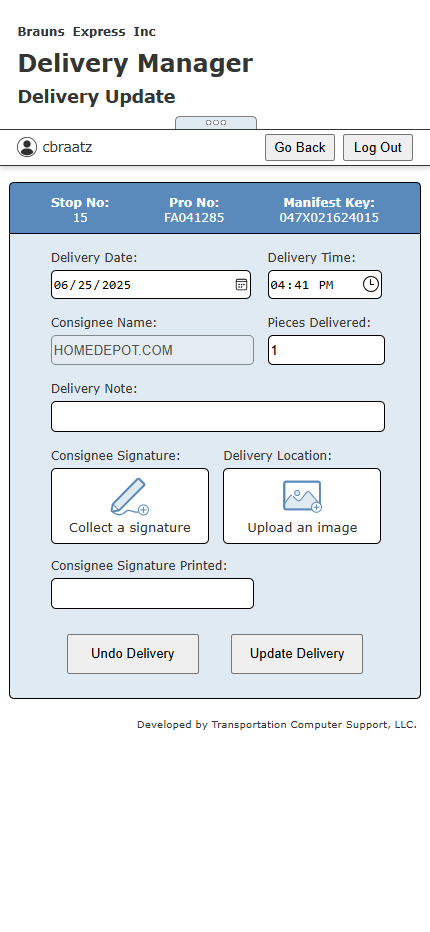 Brauns Express Inc
Delivery Manager
Delivery Update
cbraatz
Go Back
Log Out
Stop No: Pro No: Manifest Key:
15 FA041285 047X021624015
Delivery Date: Delivery Time:
06/25/2025 04:41 PM
Consignee Name: Pieces Delivered:
HOMEDEPOT.COM 1
Delivery Note:
Consignee Signature: Delivery Location:
Collect a signature Upload an image
Consignee Signature Printed:
Undo Delivery Update Delivery
Developed by Transportation Computer Support, LLC.